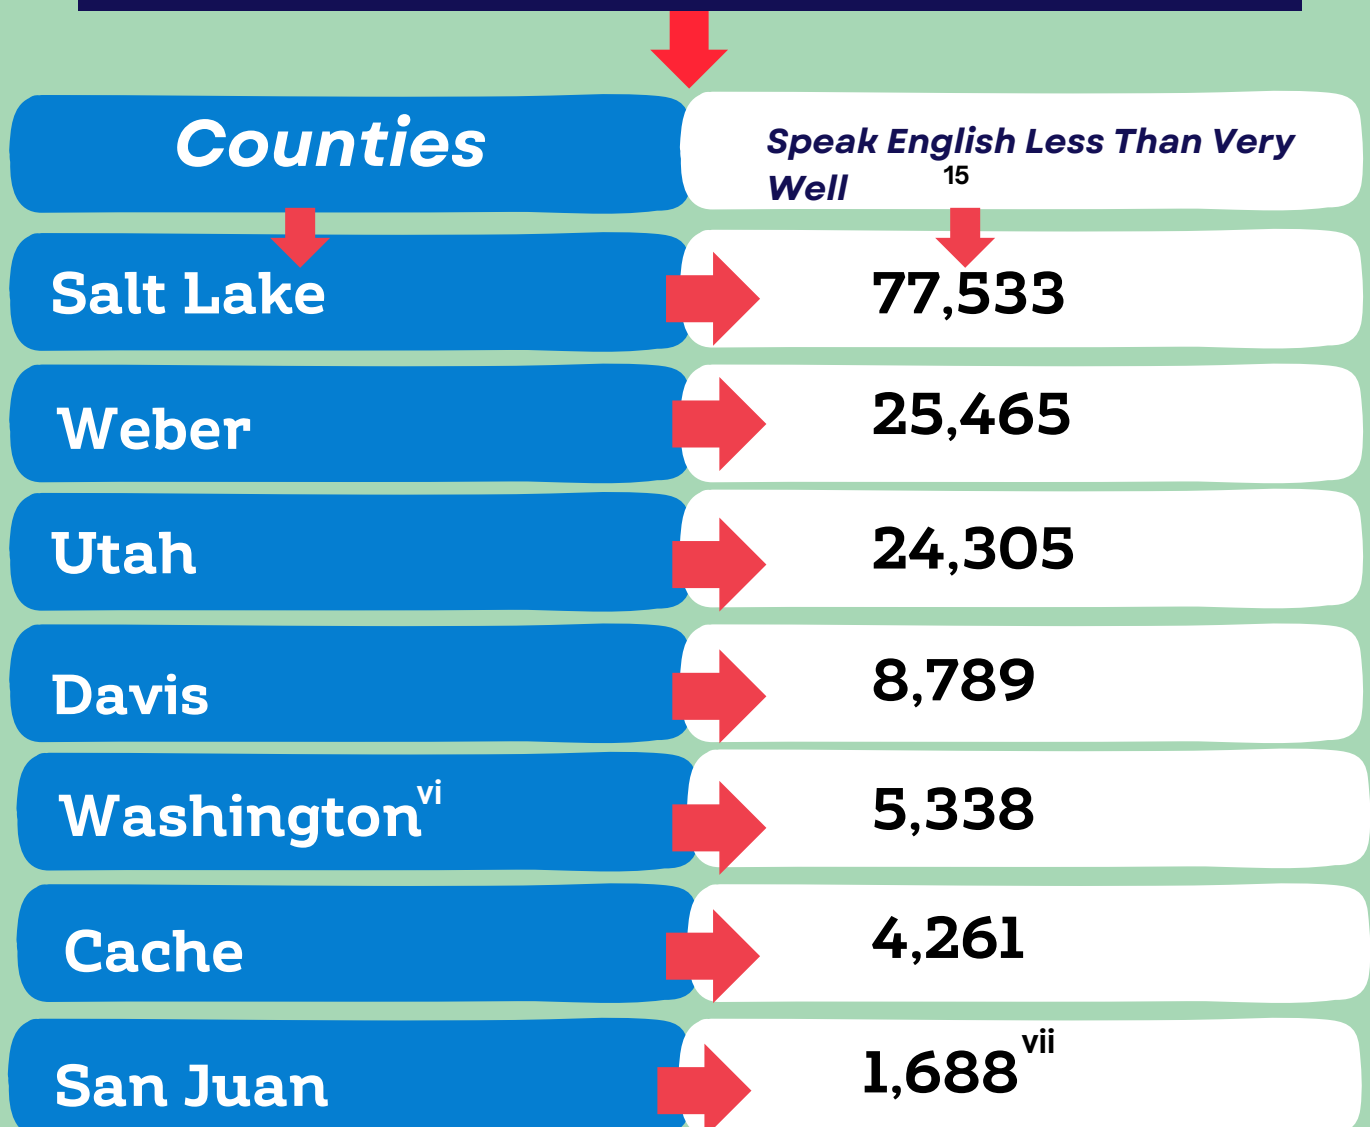 Counties
Speak English Less Than Very
Well 15
Salt Lake 77,533
Weber 25,465
Utah 24,305
Davis 8,789
Washington vi 5,338
Cache 4,261
San Juan 1,688 vii